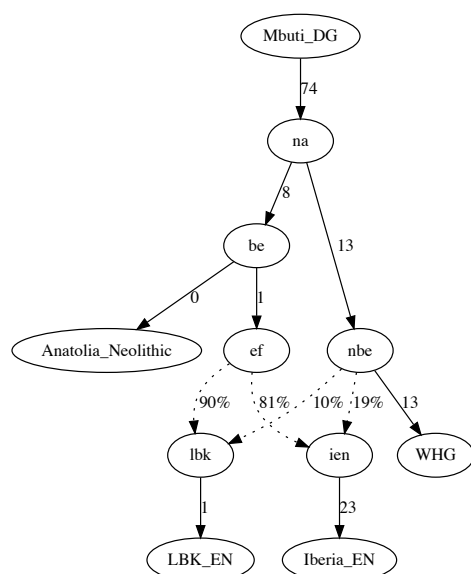 Mbuti_DG
74
na
8
13
be
0
1
Anatolia_Neolithic
ef
nbe
90%
81%
10%
19%
13
lbk
ien
WHG
1
23
LBK_EN
Iberia_EN